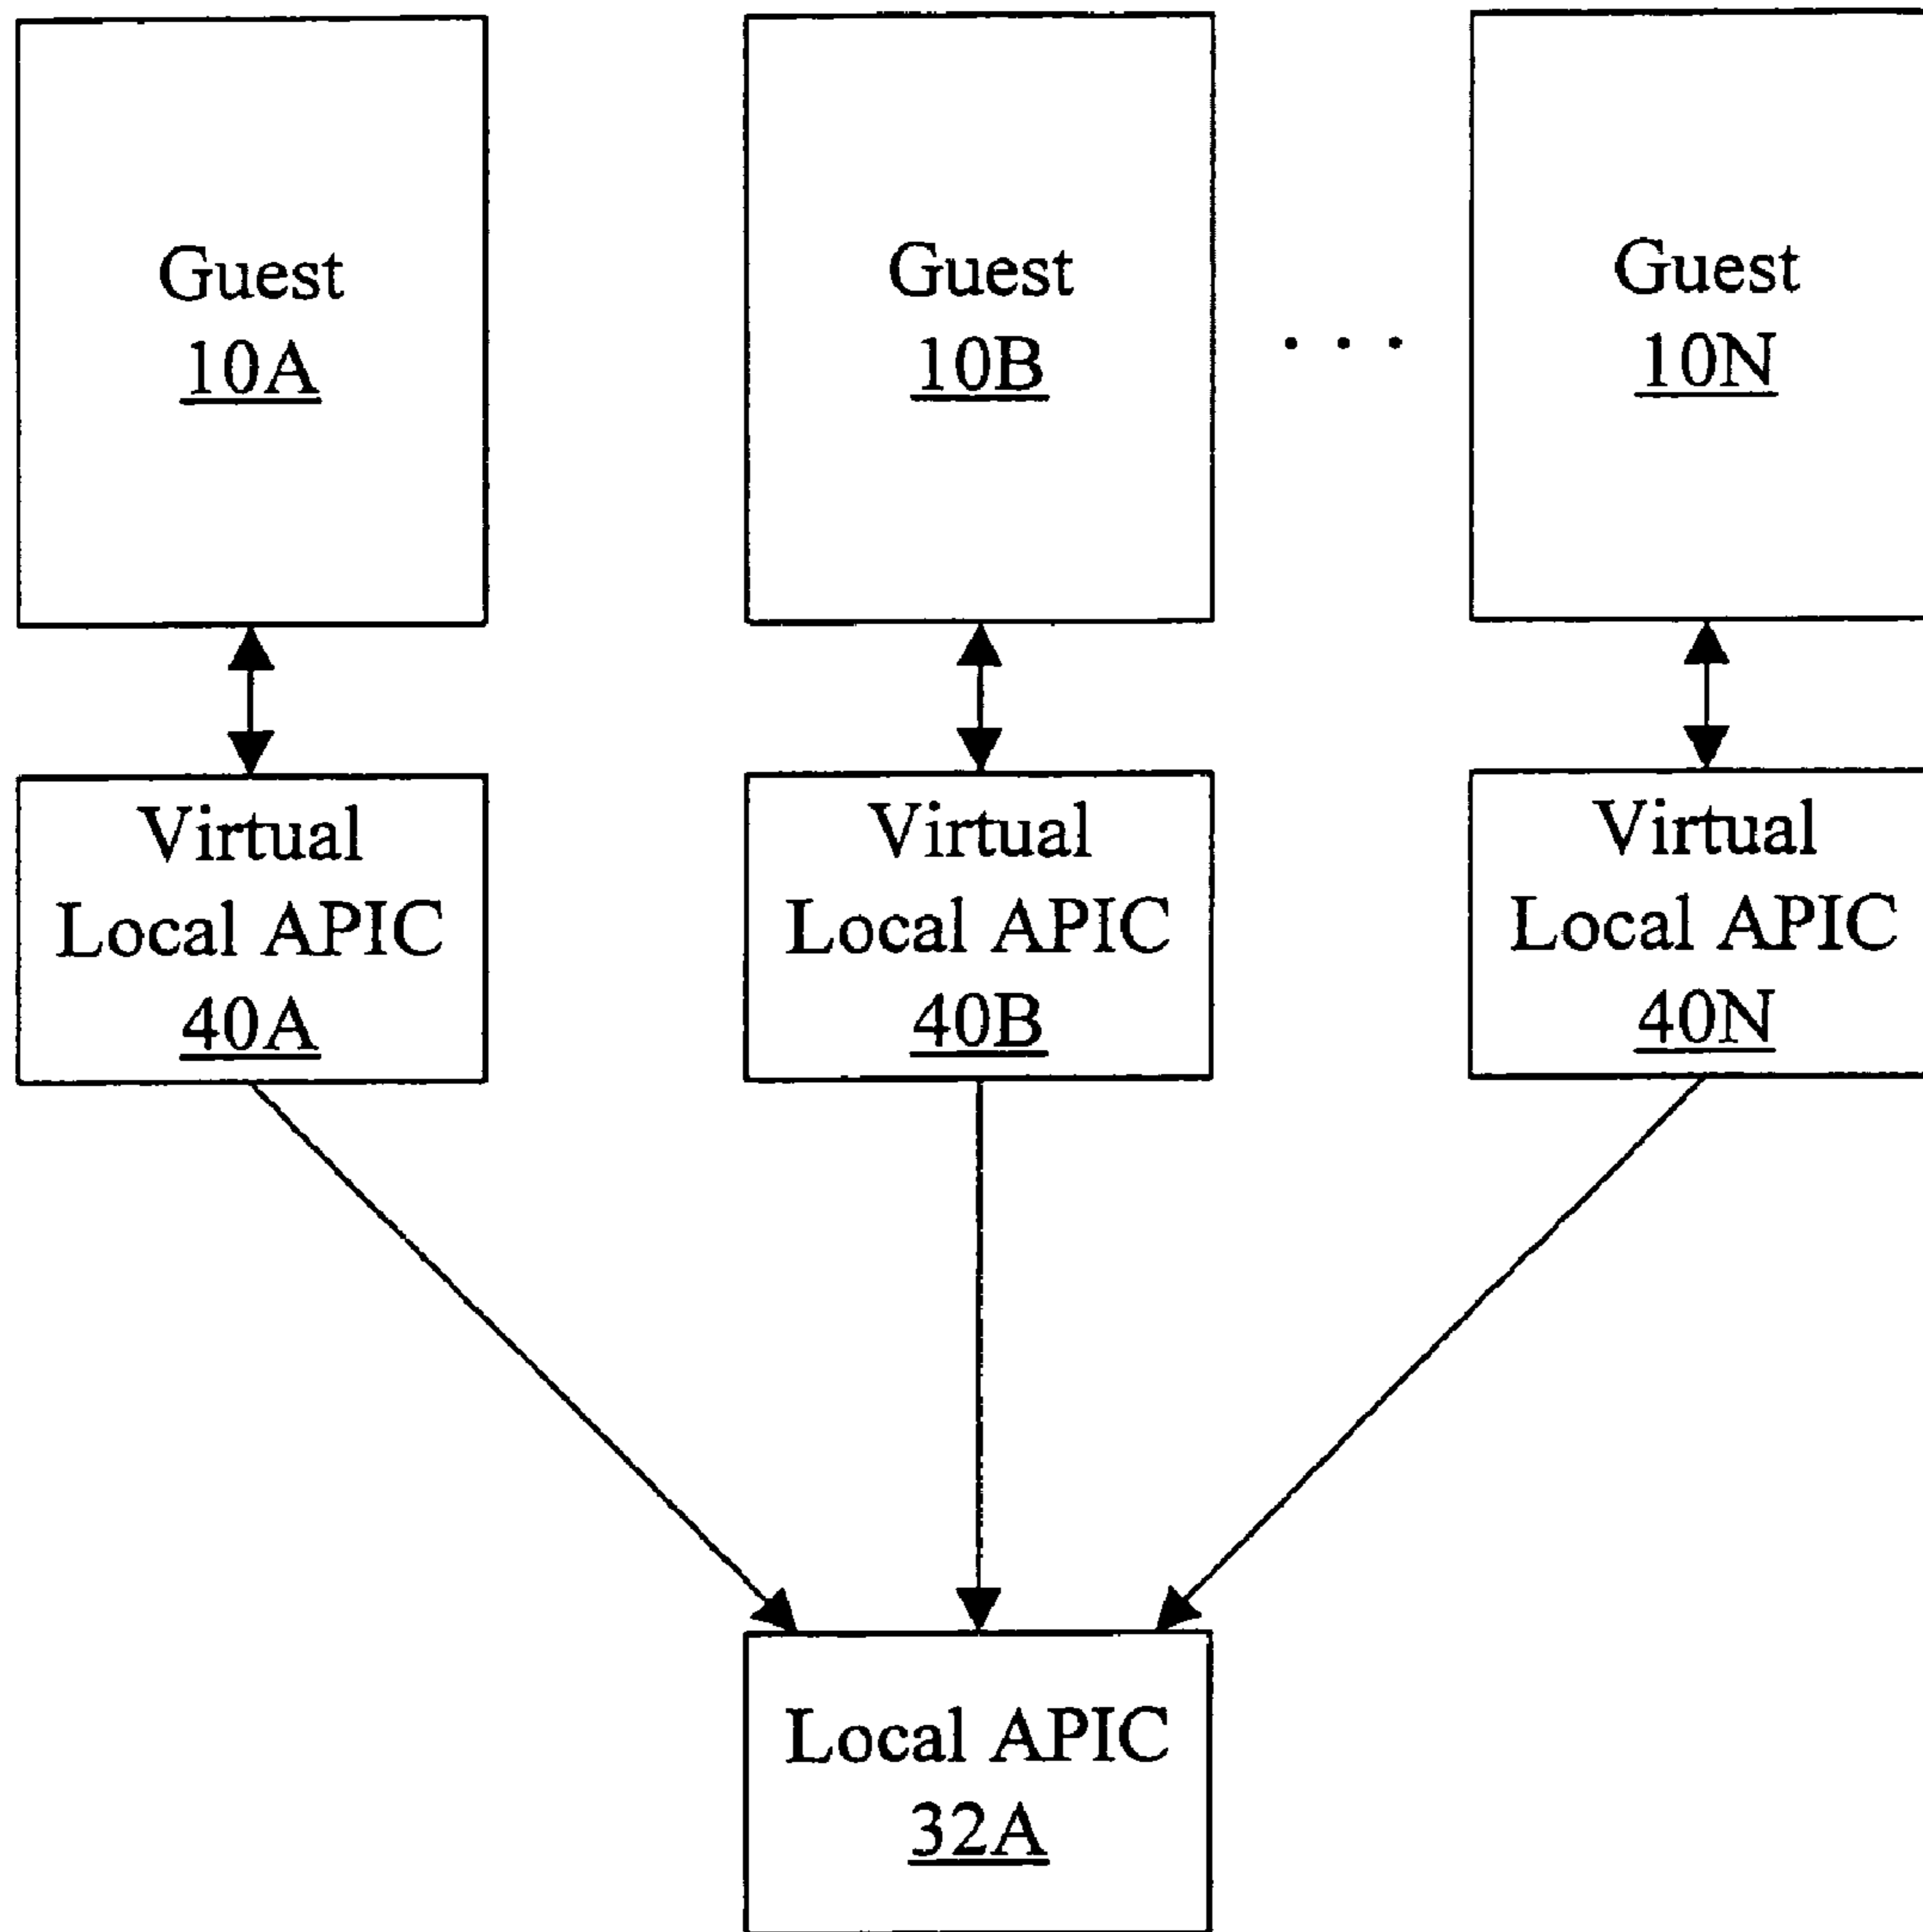 Guest
10A
Guest
10B
. . .
Guest
10N
Virtual
Local APIC
40A
Virtual
Local APIC
40B
Virtual
Local APIC
40N
Local APIC
32A